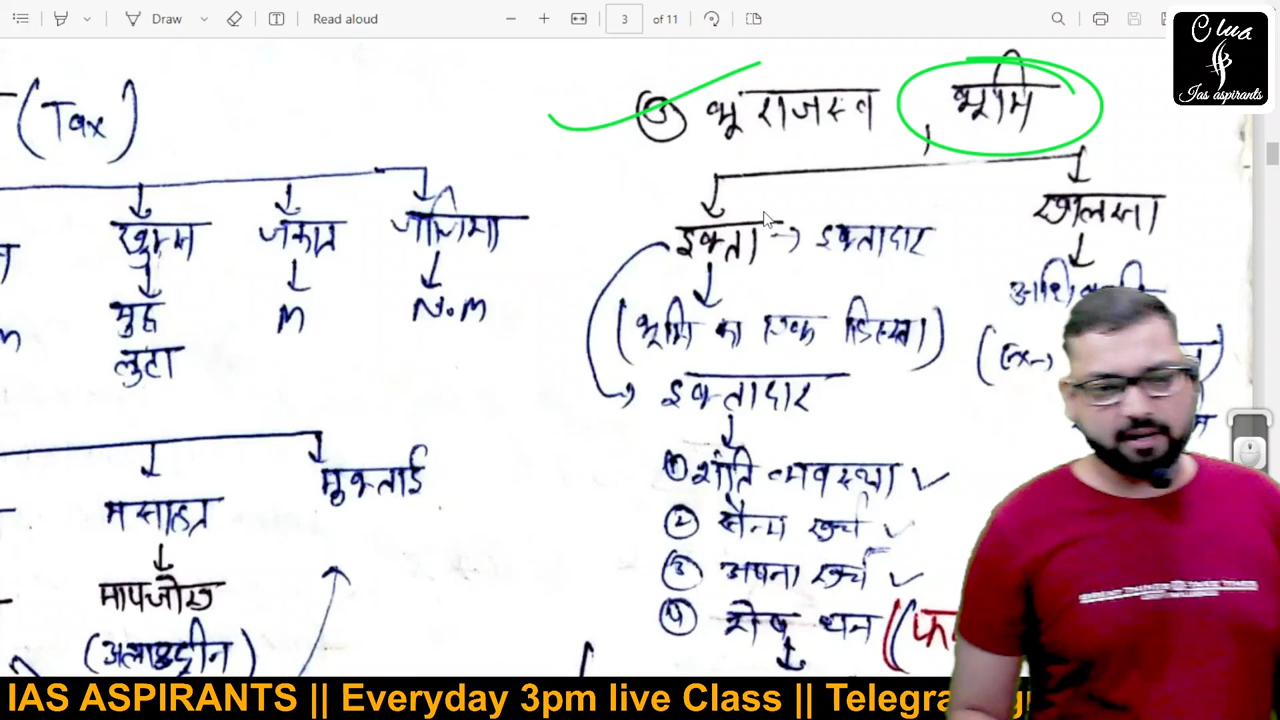 Draw
Read aloud
3 of 11
Clua
Ias aspirants
(Tax)
③ भू राजस्व भूमि
खुम्स जकात जजिया
युद्ध M N.M
लुटा
इक्ता → इक्तादार
खालसा
(भूमि का एक हिस्सा)
(Ex→
इक्तादार
① शांति व्यवस्था ✓
② सैन्य खर्च ✓
③ अपना खर्च ✓
④ शेष धन
मसाहत
मुक्ताई
मापजोख
(अलाउद्दीन)
IAS ASPIRANTS || Everyday 3pm live Class || Telegra